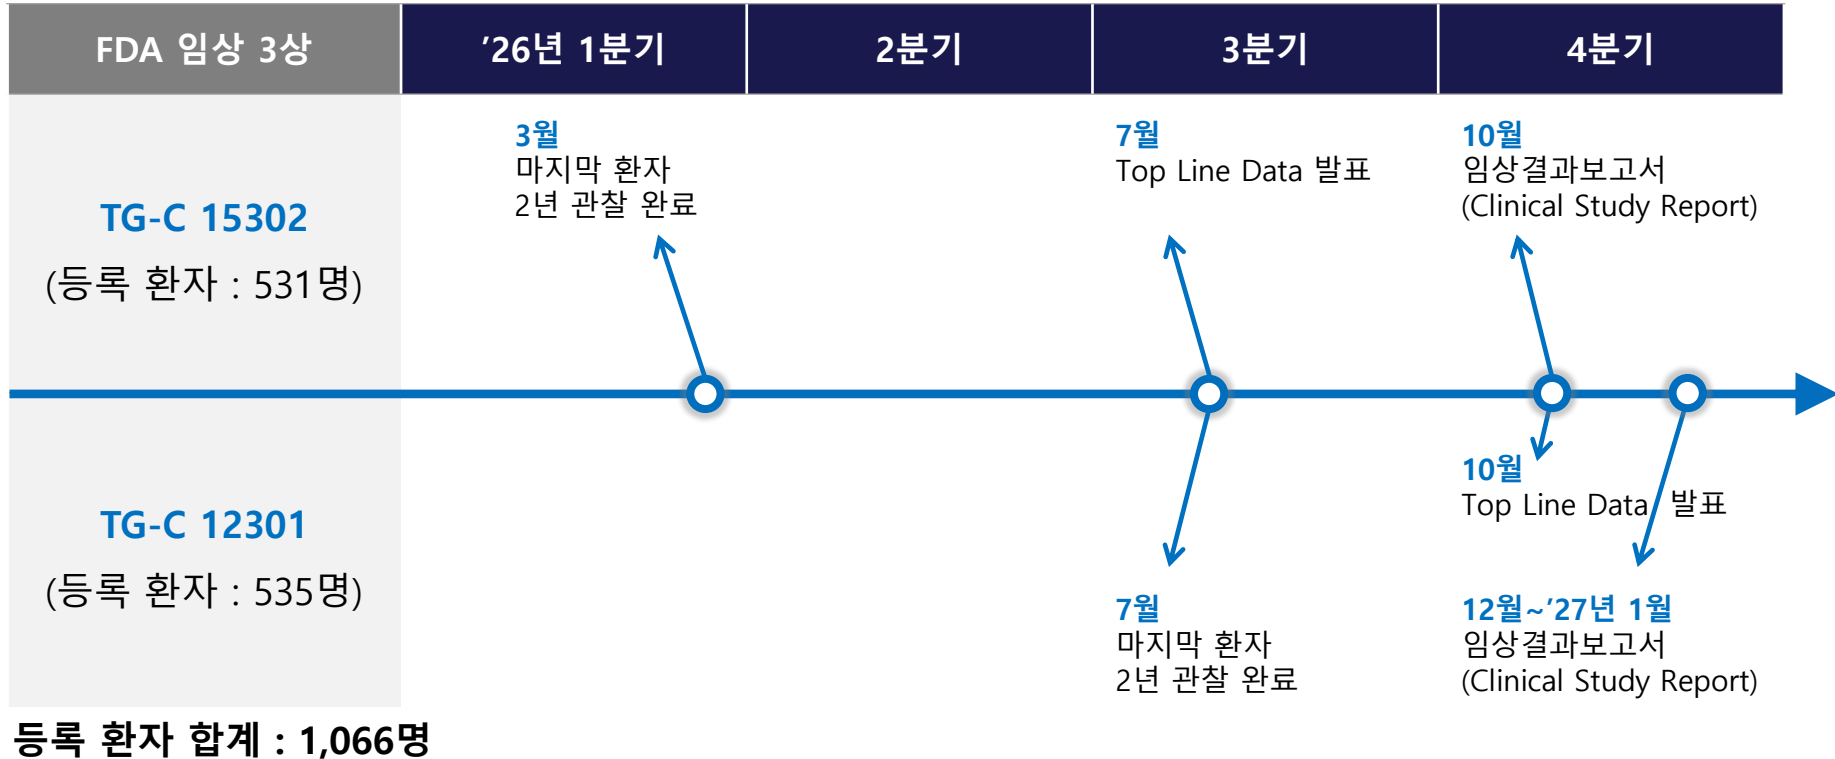 FDA 임상 3상
’26년 1분기
2분기
3분기
4분기
TG-C 15302
(등록 환자 : 531명)
3월
마지막 환자
2년 관찰 완료
7월
Top Line Data 발표
10월
임상결과보고서
(Clinical Study Report)
TG-C 12301
(등록 환자 : 535명)
7월
마지막 환자
2년 관찰 완료
10월
Top Line Data 발표
12월~’27년 1월
임상결과보고서
(Clinical Study Report)
등록 환자 합계 : 1,066명